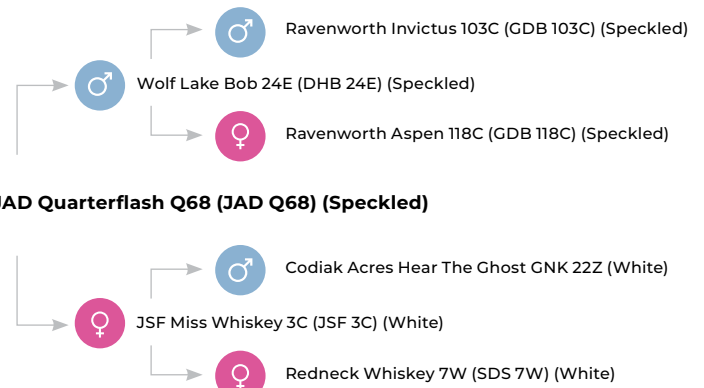 Ravenworth Invictus 103C (GDB 103C) (Speckled)
Wolf Lake Bob 24E (DHB 24E) (Speckled)
Ravenworth Aspen 118C (GDB 118C) (Speckled)
JAD Quarterflash Q68 (JAD Q68) (Speckled)
Codiak Acres Hear The Ghost GNK 22Z (White)
JSF Miss Whiskey 3C (JSF 3C) (White)
Redneck Whiskey 7W (SDS 7W) (White)